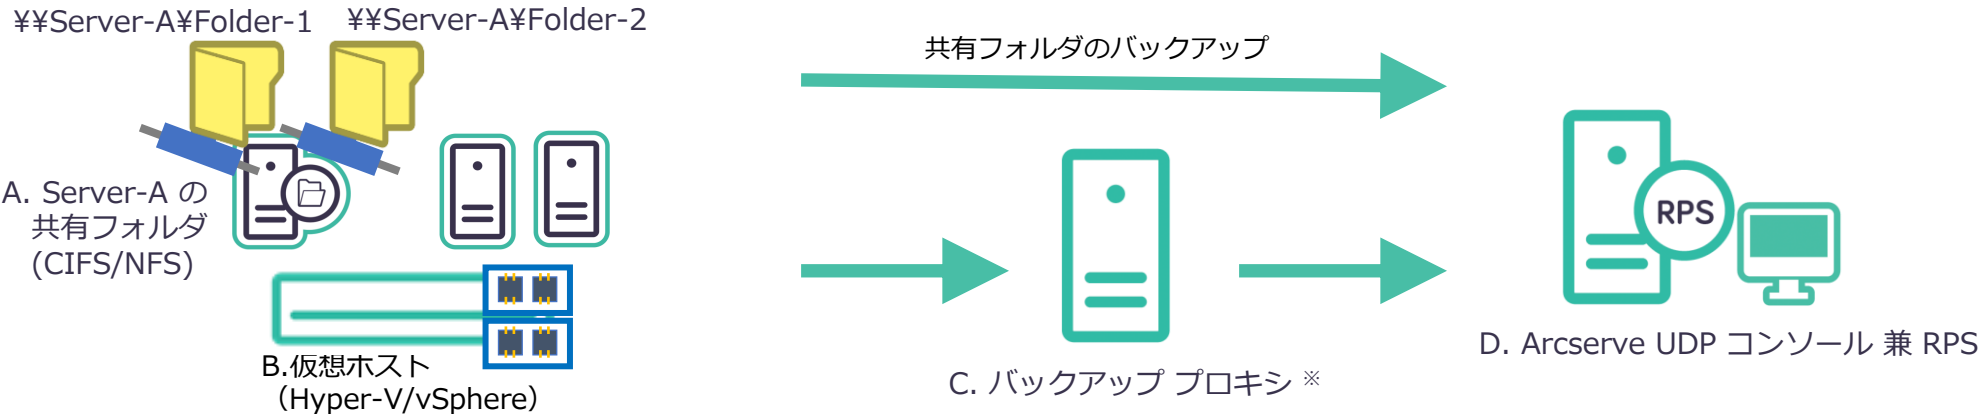 ¥¥Server-A¥Folder-1
¥¥Server-A¥Folder-2
共有フォルダのバックアップ
A. Server-A の
共有フォルダ
(CIFS/NFS)
RPS
B.仮想ホスト
（Hyper-V/vSphere）
C. バックアップ プロキシ ※
D. Arcserve UDP コンソール 兼 RPS